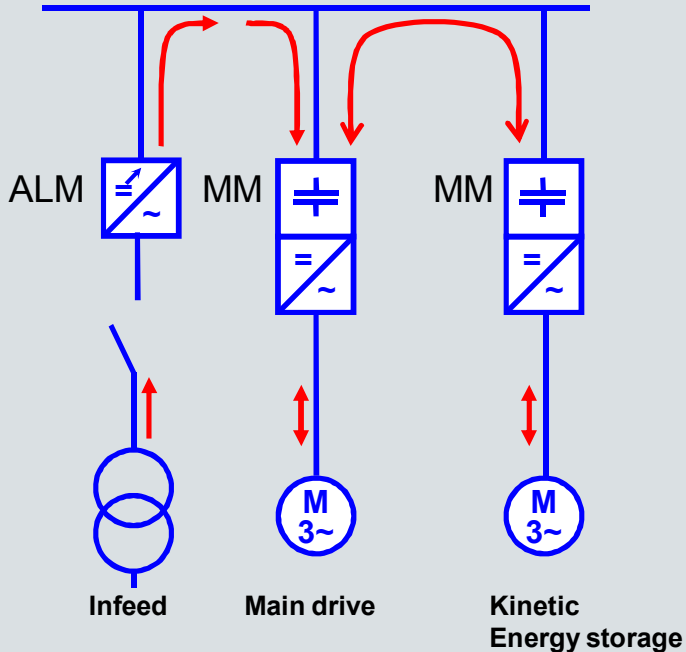 ALM
MM
MM
=
~
=
~
=
~
M
3~
M
3~
Infeed
Main drive
Kinetic
Energy storage